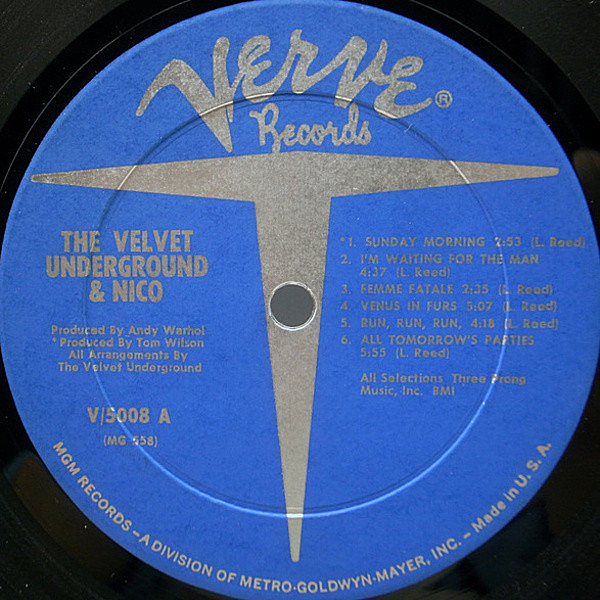 Verve ®
Records
THE VELVET
UNDERGROUND
& NICO
Produced By Andy Warhol
*Produced By Tom Wilson
All Arrangements By
The Velvet Underground
V/5008 A
(MG 558)
*1. SUNDAY MORNING 2:53 (L. Reed)
2. I'M WAITING FOR THE MAN
4:37 (L. Reed)
3. FEMME FATALE 2:35 (L. Reed)
4. VENUS IN FURS 5:07 (L. Reed)
5. RUN, RUN, RUN, 4:18 (L. Reed)
6. ALL TOMORROW'S PARTIES
5:55 (L. Reed)
All Selections Three Prong
Music, Inc. BMI
MGM RECORDS – A DIVISION OF METRO-GOLDWYN-MAYER, INC. – Made in U. S. A.